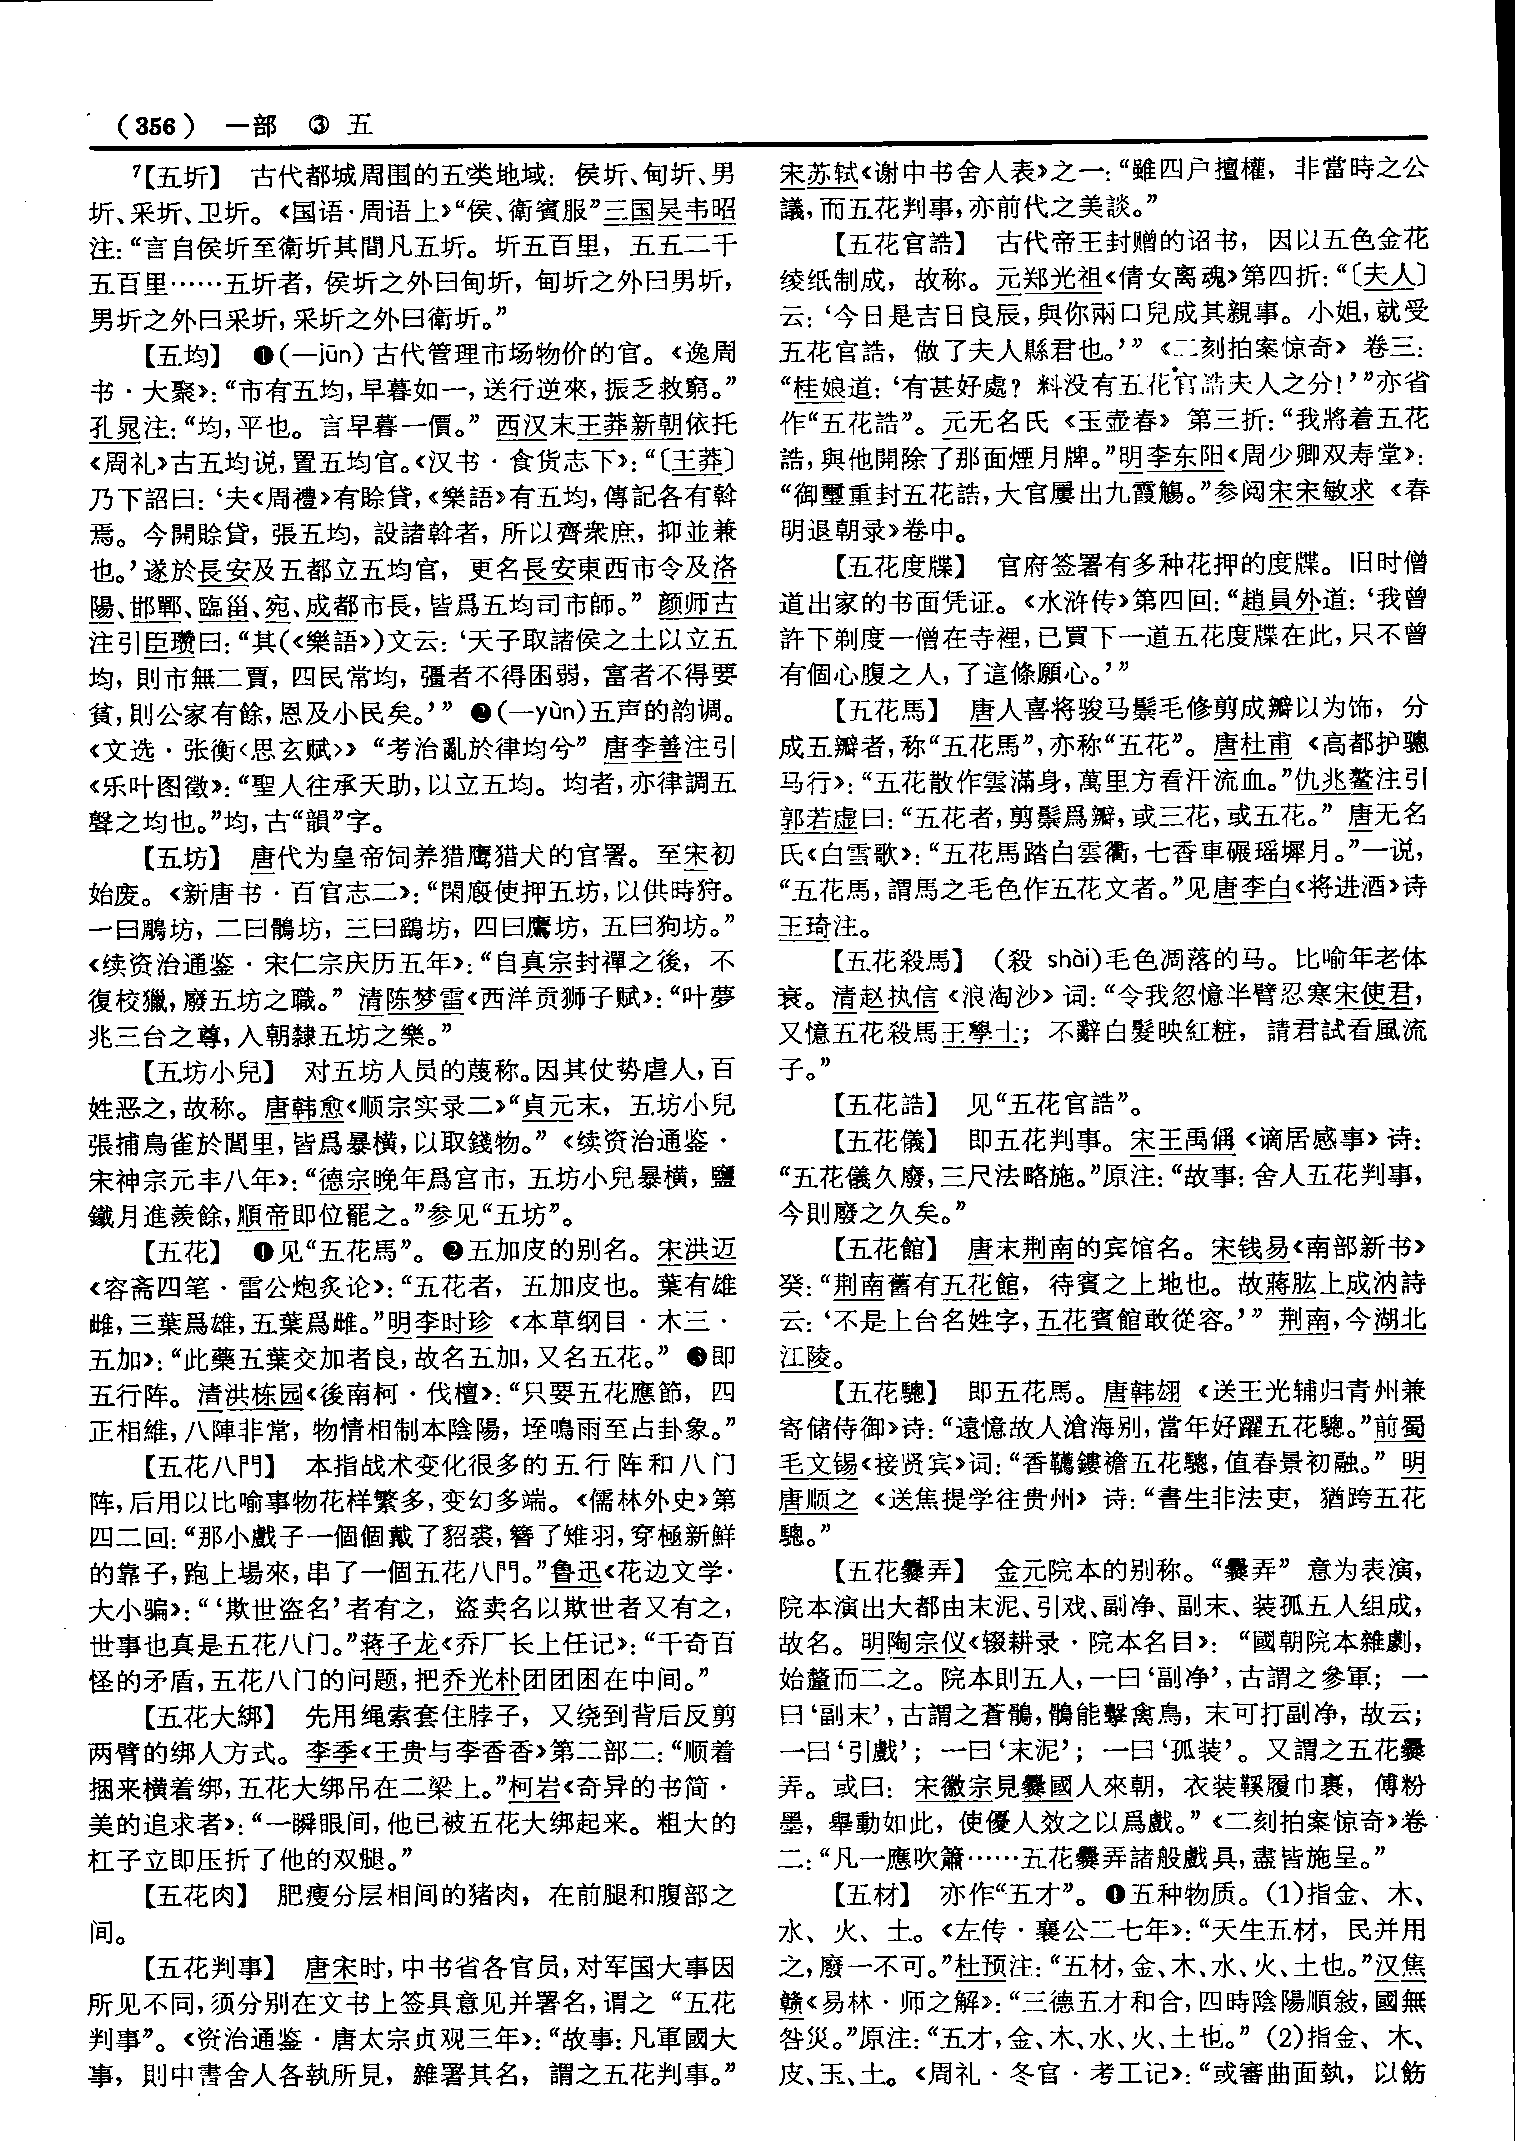 （356） 一部 ③ 五
7【五圻】 古代都城周围的五类地域：侯圻、甸圻、男
圻、采圻、卫圻。《国语·周语上》“侯、衛賓服”三国吴韦昭
注：“言自侯圻至衛圻其間凡五圻。圻五百里，五五二千
五百里……五圻者，侯圻之外曰甸圻，甸圻之外曰男圻，
男圻之外曰采圻，采圻之外曰衛圻。”
【五均】 ❶（—jūn）古代管理市场物价的官。《逸周
书·大聚》：“市有五均，早暮如一，送行逆來，振乏救窮。”
孔晁注：“均，平也。言早暮一價。”西汉末王莽新朝依托
《周礼》古五均说，置五均官。《汉书·食货志下》：“〔王莽〕
乃下詔曰：‘夫《周禮》有賒貸，《樂語》有五均，傳記各有斡
焉。今開賒貸，張五均，設諸斡者，所以齊衆庶，抑並兼
也。’遂於長安及五都立五均官，更名長安東西市令及洛
陽、邯鄲、臨甾、宛、成都市長，皆爲五均司市師。”颜师古
注引臣瓒曰：“其（《樂語》）文云：‘天子取諸侯之土以立五
均，則市無二賈，四民常均，彊者不得困弱，富者不得要
貧，則公家有餘，恩及小民矣。’”❷（—yùn）五声的韵调。
《文选·张衡〈思玄赋〉》“考治亂於律均兮”唐李善注引
《乐叶图徵》：“聖人往承天助，以立五均。均者，亦律調五
聲之均也。”均，古“韻”字。
【五坊】 唐代为皇帝饲养猎鹰猎犬的官署。至宋初
始废。《新唐书·百官志二》：“閑廄使押五坊，以供時狩。
一曰鵰坊，二曰鶻坊，三曰鷂坊，四曰鷹坊，五曰狗坊。”
《续资治通鉴·宋仁宗庆历五年》：“自真宗封禪之後，不
復校獵，廢五坊之職。”清陈梦雷《西洋贡狮子赋》：“叶夢
兆三台之尊，入朝隸五坊之樂。”
【五坊小兒】 对五坊人员的蔑称。因其仗势虐人，百
姓恶之，故称。唐韩愈《顺宗实录二》“貞元末，五坊小兒
張捕鳥雀於閭里，皆爲暴横，以取錢物。”《续资治通鉴·
宋神宗元丰八年》：“德宗晚年爲宫市，五坊小兒暴横，鹽
鐵月進羨餘，順帝即位罷之。”参见“五坊”。
【五花】 ❶见“五花馬”。❷五加皮的别名。宋洪迈
《容斋四笔·雷公炮炙论》：“五花者，五加皮也。葉有雄
雌，三葉爲雄，五葉爲雌。”明李时珍《本草纲目·木三·
五加》：“此藥五葉交加者良，故名五加，又名五花。”❸即
五行阵。清洪栋园《後南柯·伐檀》：“只要五花應節，四
正相維，八陣非常，物情相制本陰陽，垤鳴雨至占卦象。”
【五花八門】 本指战术变化很多的五行阵和八门
阵，后用以比喻事物花样繁多，变幻多端。《儒林外史》第
四二回：“那小戲子一個個戴了貂裘，簪了雉羽，穿極新鮮
的靠子，跑上場來，串了一個五花八門。”鲁迅《花边文学·
大小骗》：“‘欺世盗名’者有之，盗卖名以欺世者又有之，
世事也真是五花八门。”蒋子龙《乔厂长上任记》：“千奇百
怪的矛盾，五花八门的问题，把乔光朴团团困在中间。”
【五花大綁】 先用绳索套住脖子，又绕到背后反剪
两臂的绑人方式。李季《王贵与李香香》第二部二：“顺着
捆来横着绑，五花大绑吊在二梁上。”柯岩《奇异的书简·
美的追求者》：“一瞬眼间，他已被五花大绑起来。粗大的
杠子立即压折了他的双腿。”
【五花肉】 肥瘦分层相间的猪肉，在前腿和腹部之
间。
【五花判事】 唐宋时，中书省各官员，对军国大事因
所见不同，须分别在文书上签具意见并署名，谓之“五花
判事”。《资治通鉴·唐太宗贞观三年》：“故事：凡軍國大
事，則中書舍人各執所見，雜署其名，謂之五花判事。”
宋苏轼《谢中书舍人表》之一：“雖四户擅權，非當時之公
議，而五花判事，亦前代之美談。”
【五花官誥】 古代帝王封赠的诏书，因以五色金花
绫纸制成，故称。元郑光祖《倩女离魂》第四折：“〔夫人〕
云：‘今日是吉日良辰，與你兩口兒成其親事。小姐，就受
五花官誥，做了夫人縣君也。’”《二刻拍案惊奇》卷三：
“桂娘道：‘有甚好處？料没有五花官誥夫人之分！’”亦省
作“五花誥”。元无名氏《玉壶春》第三折：“我將着五花
誥，與他開除了那面煙月牌。”明李东阳《周少卿双寿堂》：
“御璽重封五花誥，大官屢出九霞觴。”参阅宋宋敏求《春
明退朝录》卷中。
【五花度牒】 官府签署有多种花押的度牒。旧时僧
道出家的书面凭证。《水浒传》第四回：“趙員外道：‘我曾
許下剃度一僧在寺裡，已買下一道五花度牒在此，只不曾
有個心腹之人，了這條願心。’”
【五花馬】 唐人喜将骏马鬃毛修剪成瓣以为饰，分
成五瓣者，称“五花馬”，亦称“五花”。唐杜甫《高都护骢
马行》：“五花散作雲滿身，萬里方看汗流血。”仇兆鳌注引
郭若虚曰：“五花者，剪鬃爲瓣，或三花，或五花。”唐无名
氏《白雪歌》：“五花馬踏白雲衢，七香車碾瑶墀月。”一说，
“五花馬，謂馬之毛色作五花文者。”见唐李白《将进酒》诗
王琦注。
【五花殺馬】 （殺 shài）毛色凋落的马。比喻年老体
衰。清赵执信《浪淘沙》词：“令我忽憶半臂忍寒宋使君，
又憶五花殺馬王學士；不辭白髮映紅粧，請君試看風流
子。”
【五花誥】 见“五花官誥”。
【五花儀】 即五花判事。宋王禹偁《谪居感事》诗：
“五花儀久廢，三尺法略施。”原注：“故事：舍人五花判事，
今則廢之久矣。”
【五花館】 唐末荆南的宾馆名。宋钱易《南部新书》
癸：“荆南舊有五花館，待賓之上地也。故蔣肱上成汭詩
云：‘不是上台名姓字，五花賓館敢從容。’”荆南，今湖北
江陵。
【五花驄】 即五花馬。唐韩翃《送王光辅归青州兼
寄储侍御》诗：“遠憶故人滄海别，當年好躍五花驄。”前蜀
毛文锡《接贤宾》词：“香韉鏤襜五花驄，值春景初融。”明
唐顺之《送焦提学往贵州》诗：“書生非法吏，猶跨五花
驄。”
【五花爨弄】 金元院本的别称。“爨弄”意为表演，
院本演出大都由末泥、引戏、副净、副末、装孤五人组成，
故名。明陶宗仪《辍耕录·院本名目》：“國朝院本雜劇，
始釐而二之。院本則五人，一曰‘副净’，古謂之參軍；一
曰‘副末’，古謂之蒼鶻，鶻能擊禽鳥，末可打副净，故云；
一曰‘引戲’；一曰‘末泥’；一曰‘孤装’。又謂之五花爨
弄。或曰：宋徽宗見爨國人來朝，衣装鞵履巾裹，傅粉
墨，舉動如此，使優人效之以爲戲。”《二刻拍案惊奇》卷
二：“凡一應吹簫……五花爨弄諸般戲具，盡皆施呈。”
【五材】 亦作“五才”。❶五种物质。（1）指金、木、
水、火、土。《左传·襄公二七年》：“天生五材，民并用
之，廢一不可。”杜预注：“五材，金、木、水、火、土也。”汉焦
赣《易林·师之解》：“三德五才和合，四時陰陽順敍，國無
咎災。”原注：“五才，金、木、水、火、土也。”（2）指金、木、
皮、玉、土。《周礼·冬官·考工记》：“或審曲面埶，以飭